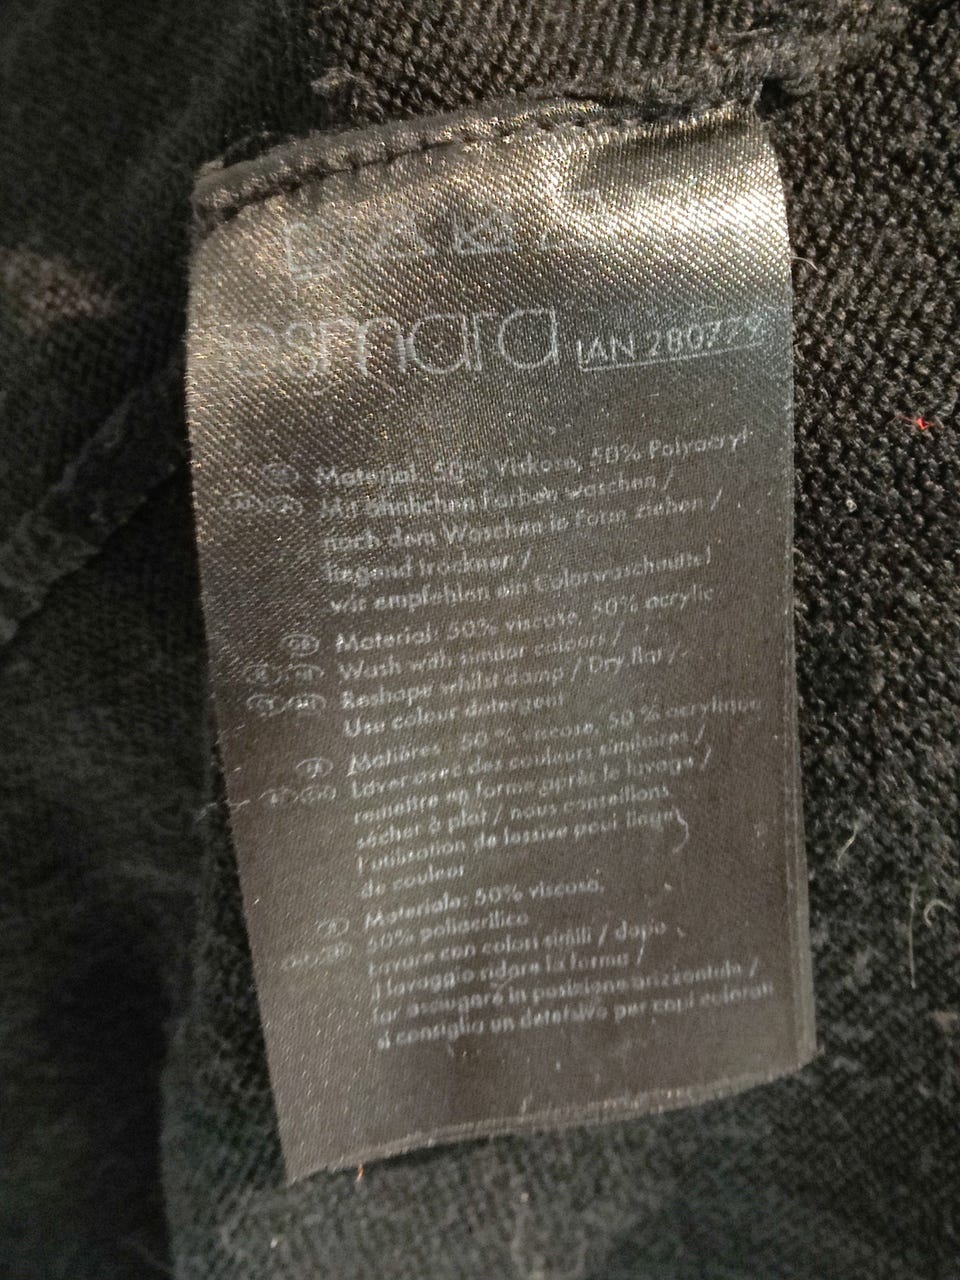 esmara IAN 280779
Material: 50% Viskose, 50% Polyacryl
Mit ähnlichen Farben waschen /
nach dem Waschen in Form ziehen /
liegend trocknen /
wir empfehlen ein Colorwaschmittel
GB Material: 50% viscose, 50% acrylic
Wash with similar colours /
Reshape whilst damp / Dry flat /
Use colour detergent
Matières: 50 % viscose, 50 % acrylique
Laver avec des couleurs similaires /
remettre en forme après le lavage /
sécher à plat / nous conseillons
l'utilisation de lessive pour linge
de couleur
Materiale: 50% viscosa,
50% poliacrilico
Lavare con colori simili / dopo
il lavaggio ridare la forma /
far asciugare in posizione orizzontale /
si consiglia un detersivo per capi colorati